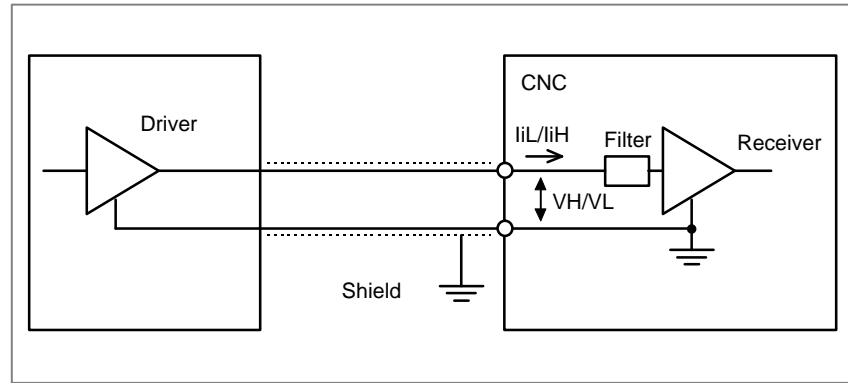 CNC
Driver
IiL/IiH
Filter
Receiver
VH/VL
Shield